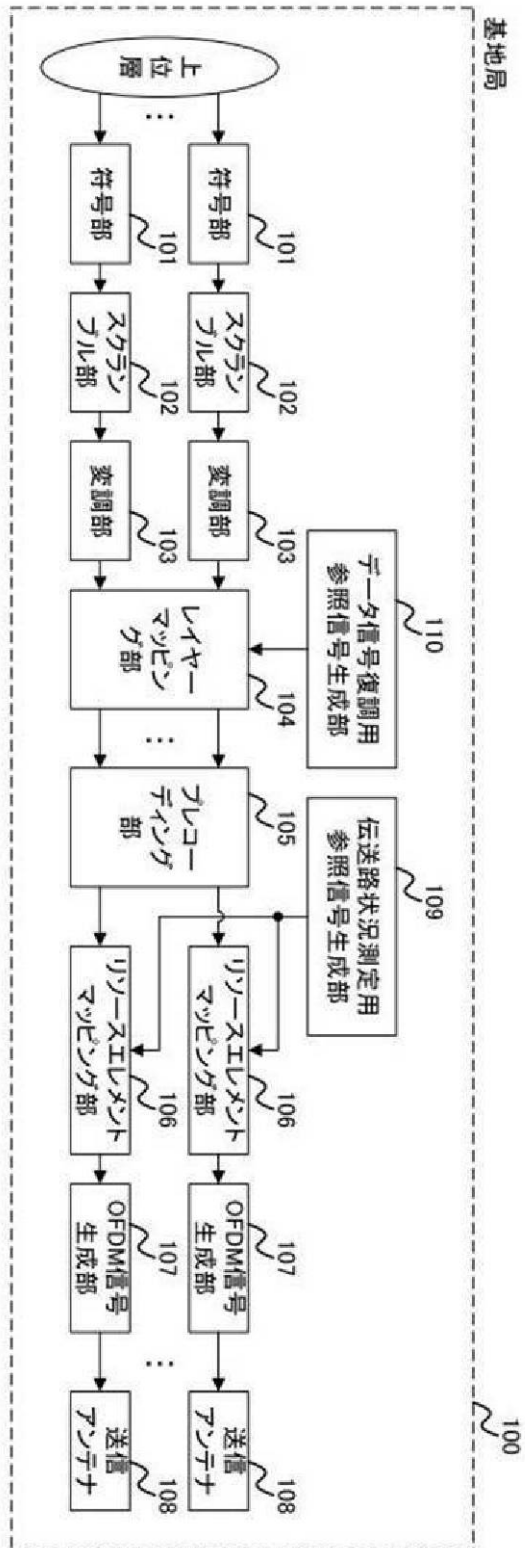 基地局
100
上位
層
…
符号部
101
符号部
101
スクラン
ブル部
102
スクラン
ブル部
102
変調部
103
変調部
103
データ信号復調用
参照信号生成部
110
レイヤー
マッピン
グ部
104
…
プレコー
ディング
部
105
伝送路状況測定用
参照信号生成部
109
リソースエレメント
マッピング部
106
リソースエレメント
マッピング部
106
OFDM信号
生成部
107
OFDM信号
生成部
107
…
送信
アンテナ
108
送信
アンテナ
108